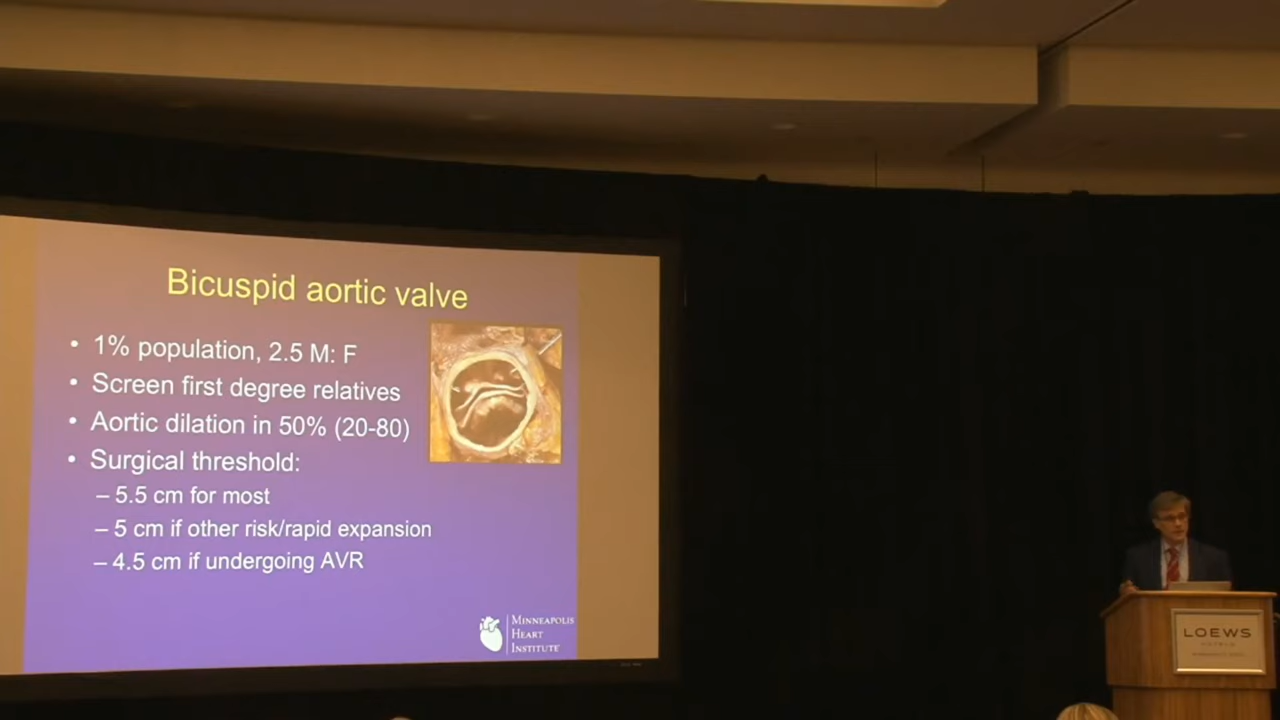 Bicuspid aortic valve
• 1% population, 2.5 M: F
• Screen first degree relatives
• Aortic dilation in 50% (20-80)
• Surgical threshold:
– 5.5 cm for most
– 5 cm if other risk/rapid expansion
– 4.5 cm if undergoing AVR
MINNEAPOLIS
HEART
INSTITUTE
LOEWS
HOTELS